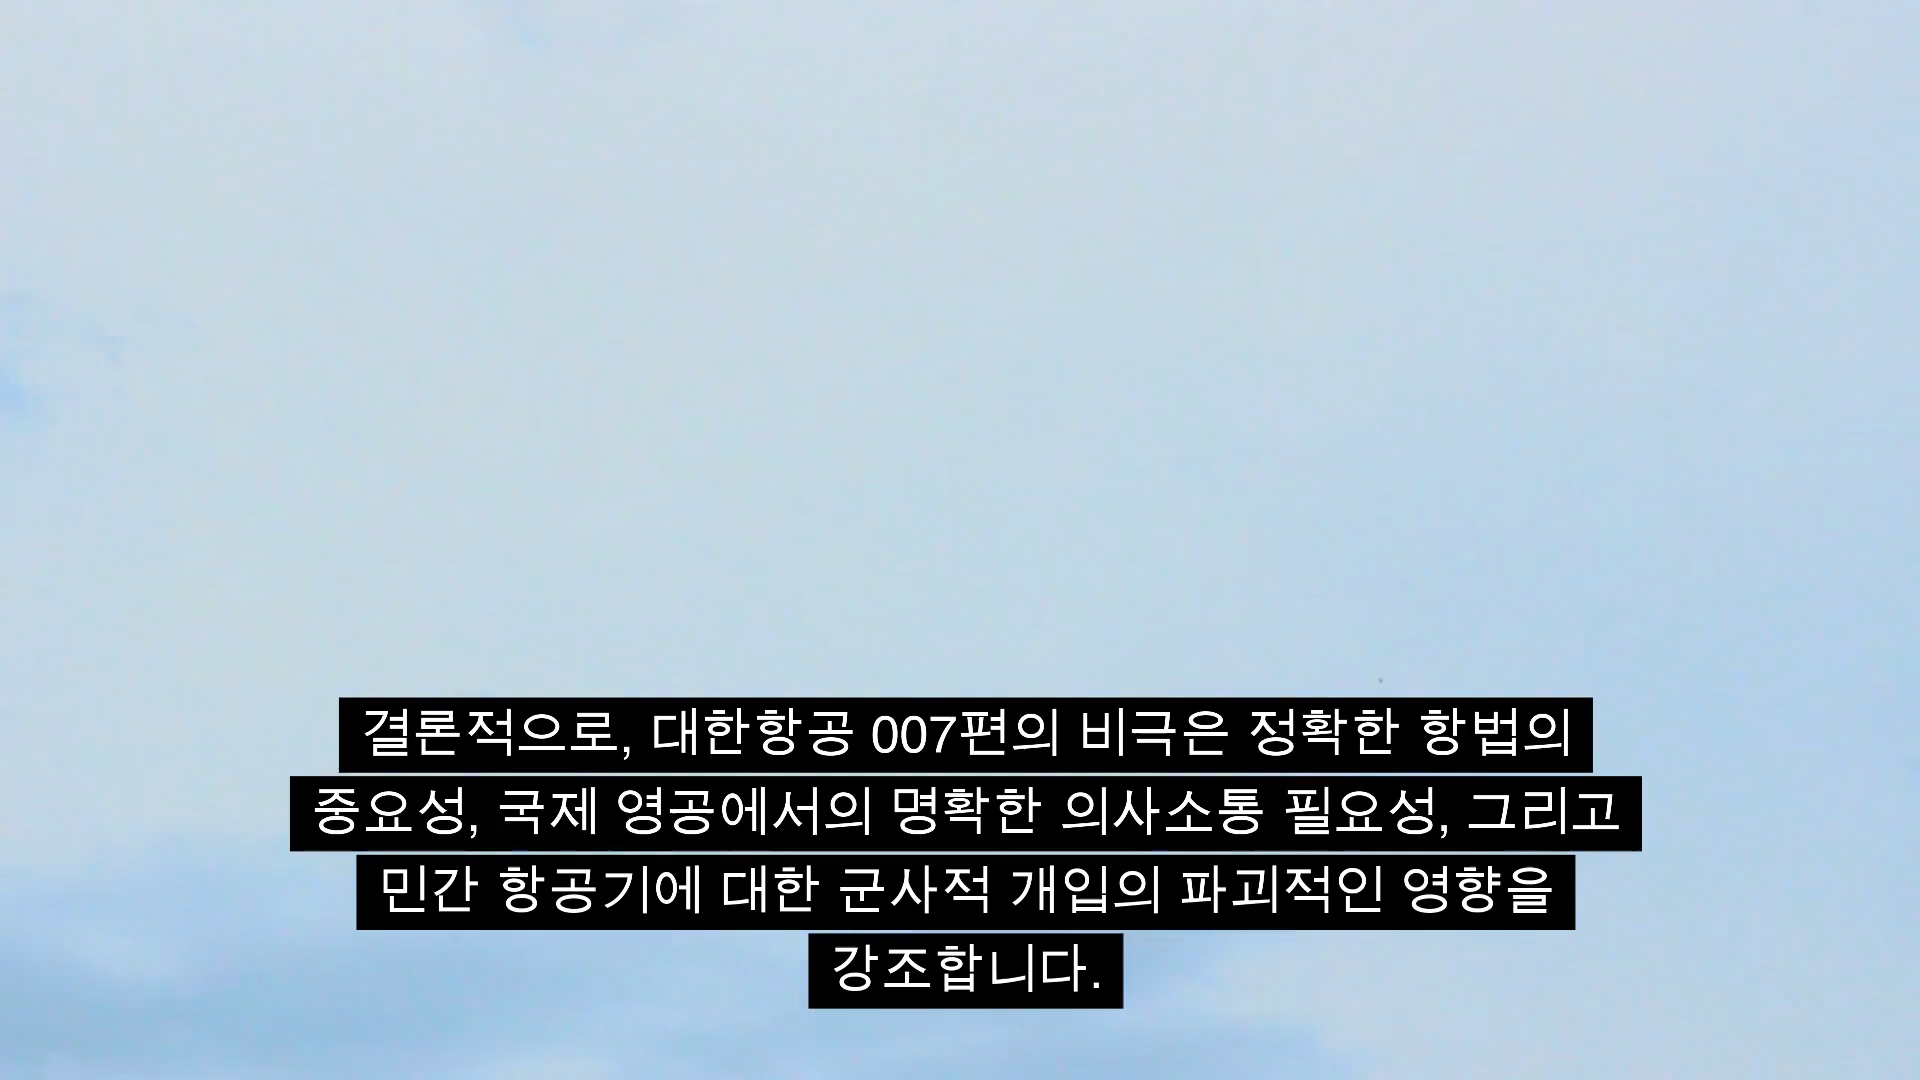 결론적으로, 대한항공 007편의 비극은 정확한 항법의
중요성, 국제 영공에서의 명확한 의사소통 필요성, 그리고
민간 항공기에 대한 군사적 개입의 파괴적인 영향을
강조합니다.